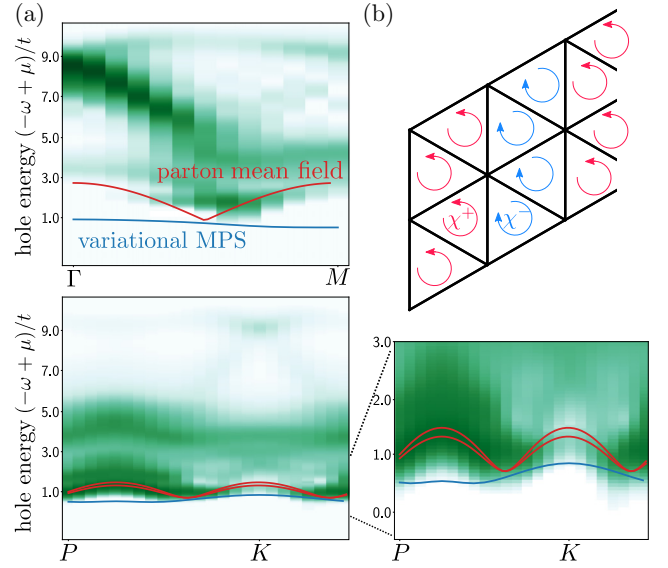 (a)
(b)
hole energy (−ω + μ)/t
9.0
7.0
5.0
3.0
1.0
parton mean field
variational MPS
Γ
M
χ⁺
χ⁻
hole energy (−ω + μ)/t
9.0
7.0
5.0
3.0
1.0
P
K
3.0
2.0
1.0
0.0
P
K